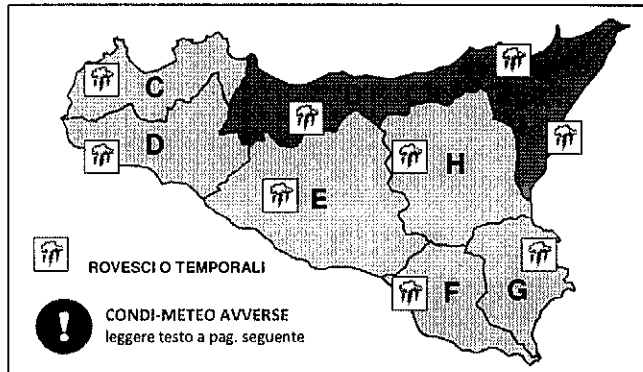 C
D
H
E
F
G
ROVESCI O TEMPORALI
! CONDI-METEO AVVERSE
leggere testo a pag. seguente